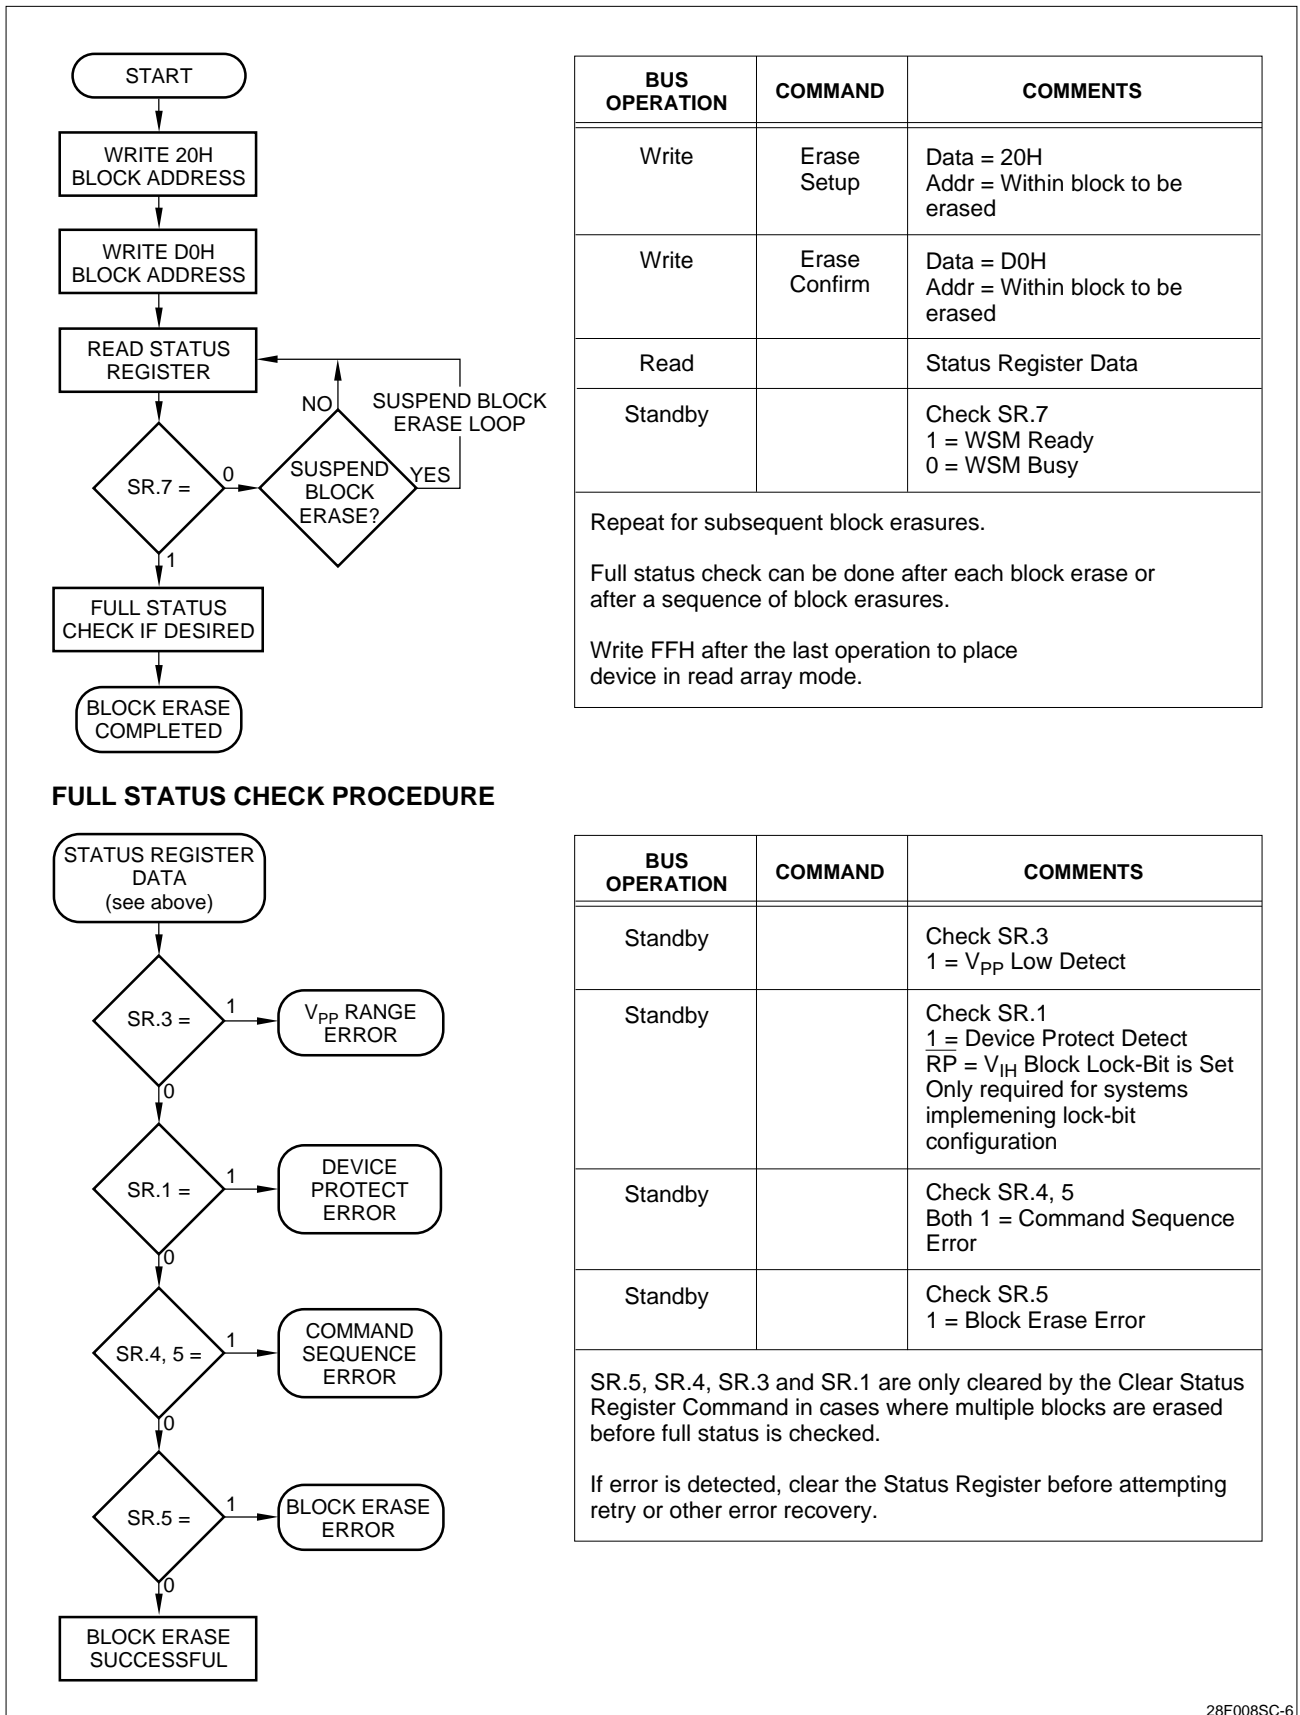 START
WRITE 20H
BLOCK ADDRESS
WRITE D0H
BLOCK ADDRESS
READ STATUS
REGISTER
NO
SUSPEND BLOCK
ERASE LOOP
SR.7 =
0
SUSPEND
BLOCK
ERASE?
YES
1
FULL STATUS
CHECK IF DESIRED
BLOCK ERASE
COMPLETED
BUS
OPERATION
COMMAND
COMMENTS
Write
Erase
Setup
Data = 20H
Addr = Within block to be
erased
Write
Erase
Confirm
Data = D0H
Addr = Within block to be
erased
Read
Status Register Data
Standby
Check SR.7
1 = WSM Ready
0 = WSM Busy
Repeat for subsequent block erasures.
Full status check can be done after each block erase or
after a sequence of block erasures.
Write FFH after the last operation to place
device in read array mode.
FULL STATUS CHECK PROCEDURE
STATUS REGISTER
DATA
(see above)
SR.3 =
1
VPP RANGE
ERROR
0
SR.1 =
1
DEVICE
PROTECT
ERROR
0
SR.4, 5 =
1
COMMAND
SEQUENCE
ERROR
0
SR.5 =
1
BLOCK ERASE
ERROR
0
BLOCK ERASE
SUCCESSFUL
BUS
OPERATION
COMMAND
COMMENTS
Standby
Check SR.3
1 = VPP Low Detect
Standby
Check SR.1
1 = Device Protect Detect
RP = VIH Block Lock-Bit is Set
Only required for systems
implemening lock-bit
configuration
Standby
Check SR.4, 5
Both 1 = Command Sequence
Error
Standby
Check SR.5
1 = Block Erase Error
SR.5, SR.4, SR.3 and SR.1 are only cleared by the Clear Status
Register Command in cases where multiple blocks are erased
before full status is checked.
If error is detected, clear the Status Register before attempting
retry or other error recovery.
28F008SC-6